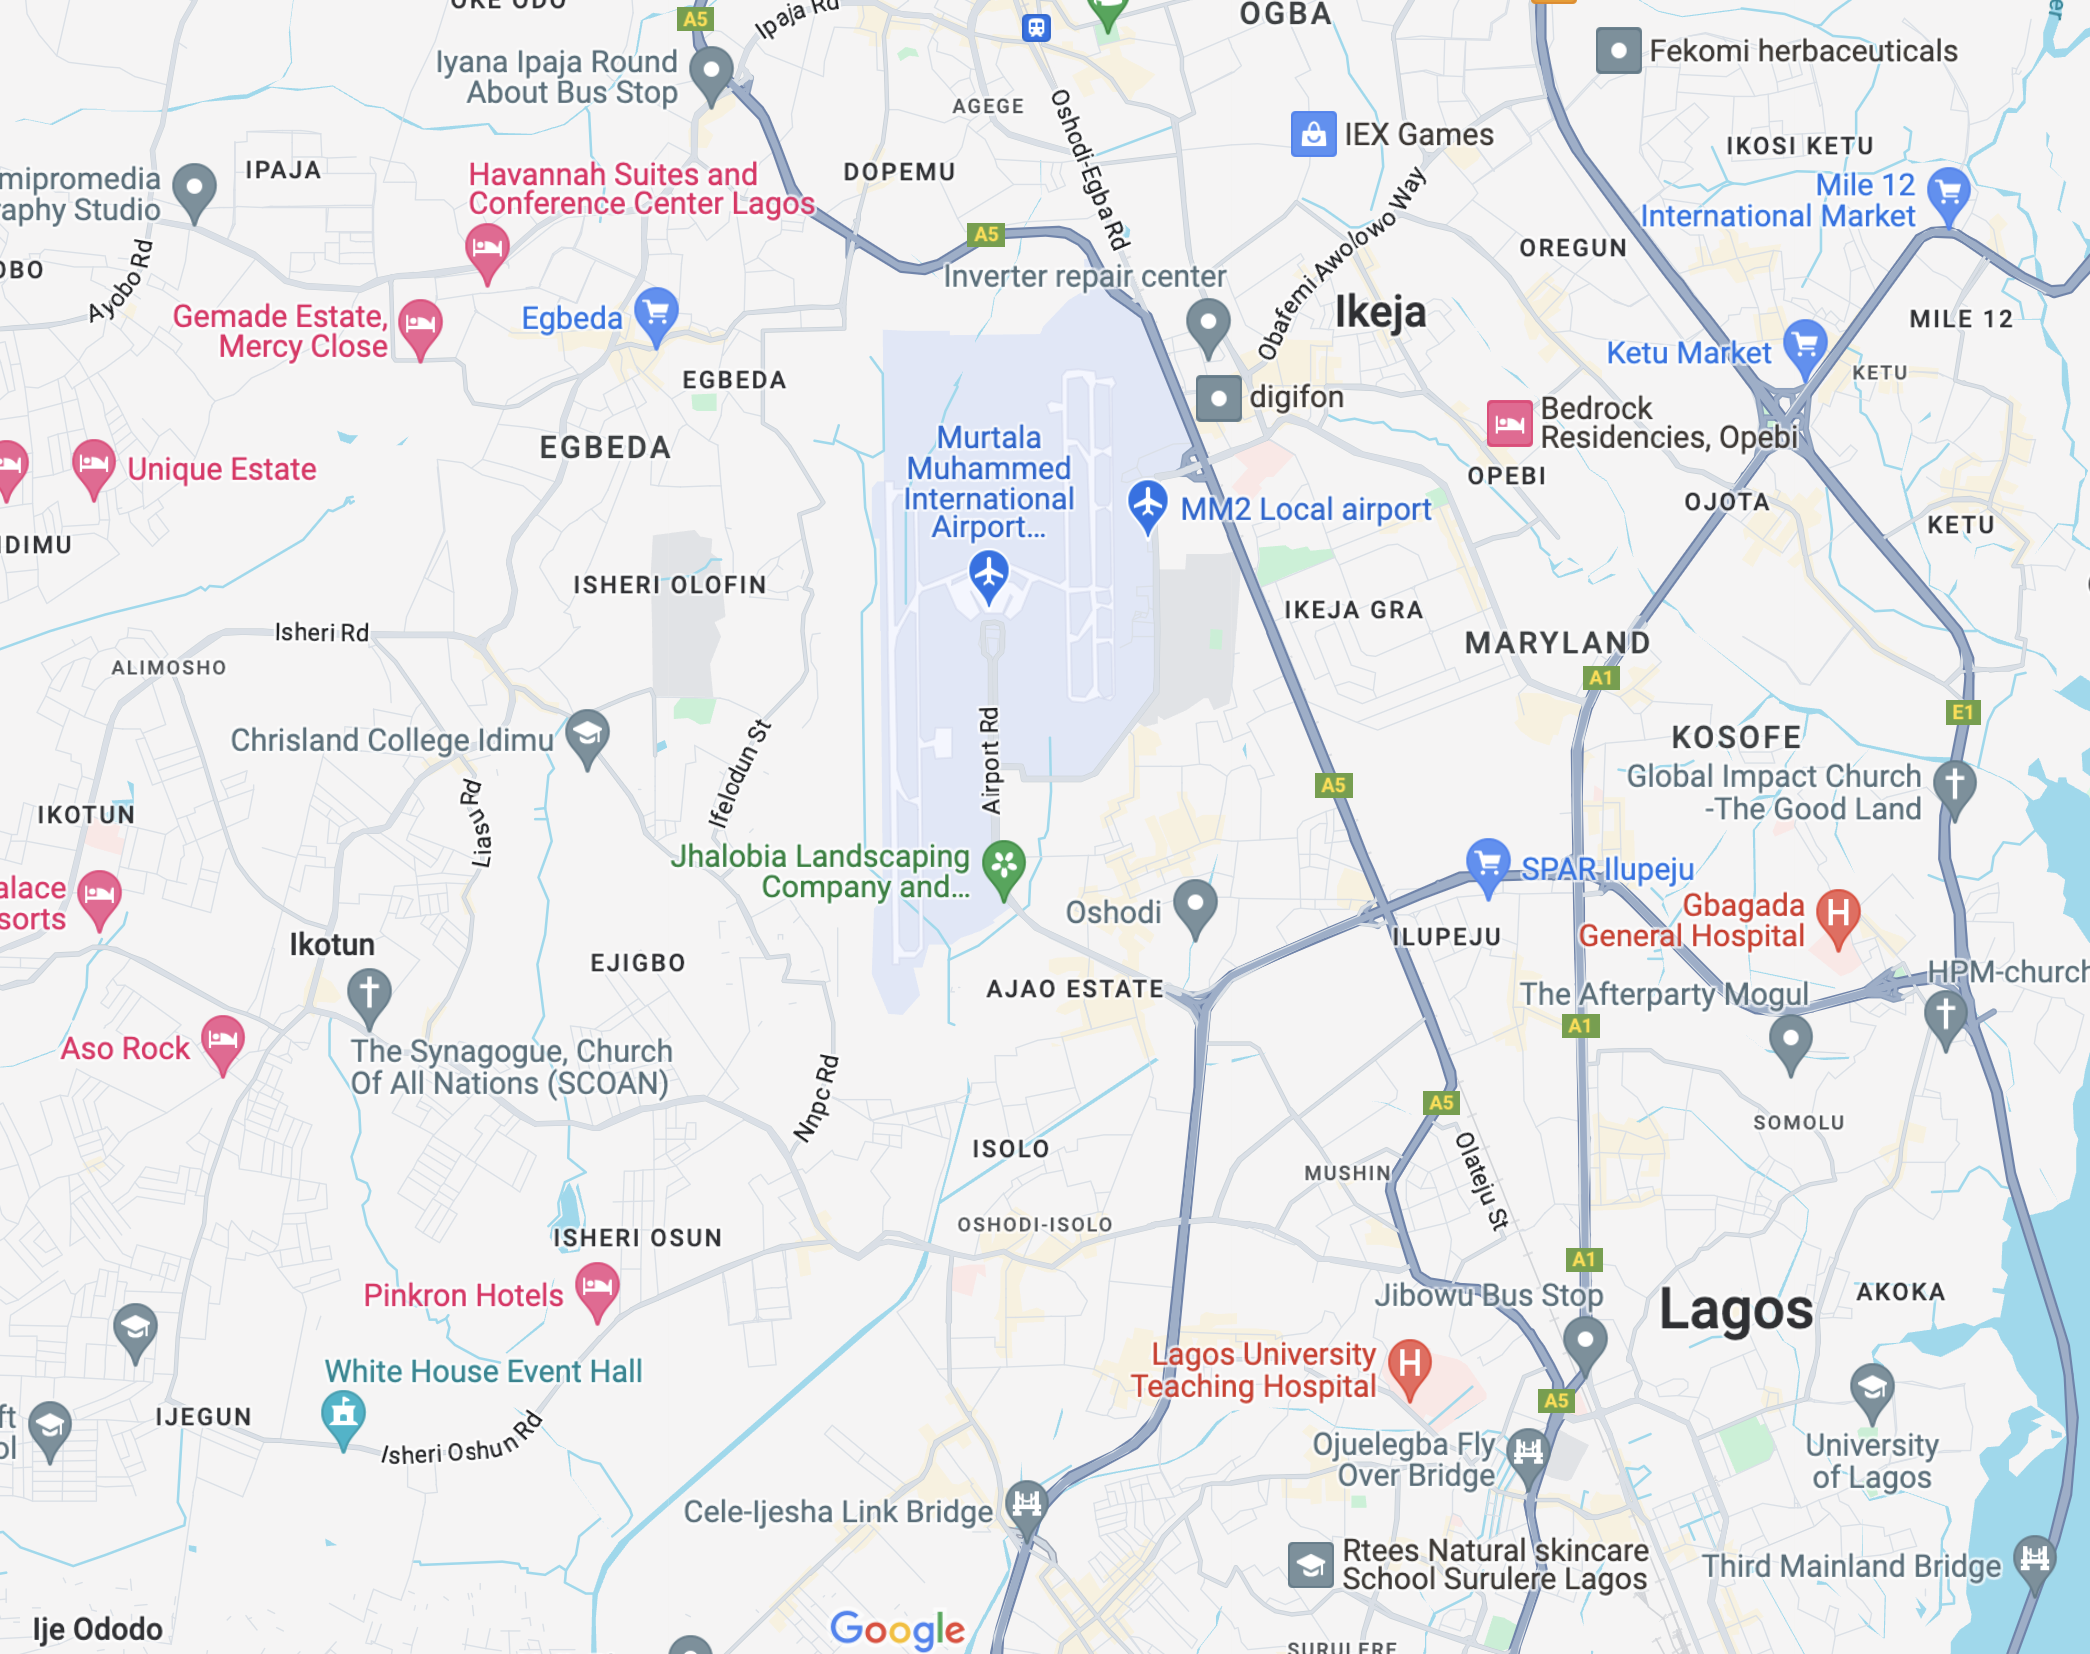 OKE ODO
A5
Ipaja Rd
OGBA
Iyana Ipaja Round
About Bus Stop
Fekomi herbaceuticals
AGEGE
Oshodi-Egba Rd
IEX Games
IKOSI KETU
IPAJA
DOPEMU
mipromedia
raphy Studio
Havannah Suites and
Conference Center Lagos
Mile 12
International Market
A5
Obafemi Awolowo Way
OREGUN
OBO
Ayobo Rd
Inverter repair center
Ikeja
Gemade Estate,
Mercy Close
Egbeda
MILE 12
Ketu Market
KETU
EGBEDA
digifon
Bedrock
Residencies, Opebi
EGBEDA
Murtala
Muhammed
International
Airport...
Unique Estate
OPEBI
MM2 Local airport
OJOTA
KETU
IDIMU
ISHERI OLOFIN
IKEJA GRA
Isheri Rd
MARYLAND
ALIMOSHO
A1
E1
Chrisland College Idimu
Ifelodun St
Airport Rd
KOSOFE
Global Impact Church
-The Good Land
A5
IKOTUN
Liasu Rd
Jhalobia Landscaping
Company and...
SPAR Ilupeju
alace
sorts
Oshodi
Gbagada
General Hospital
ILUPEJU
Ikotun
EJIGBO
AJAO ESTATE
HPM-church
The Afterparty Mogul
A1
Aso Rock
The Synagogue, Church
Of All Nations (SCOAN)
Nnpc Rd
A5
SOMOLU
ISOLO
Olateju St
MUSHIN
OSHODI-ISOLO
ISHERI OSUN
A1
Pinkron Hotels
Jibowu Bus Stop
Lagos
AKOKA
White House Event Hall
Lagos University
Teaching Hospital
A5
IJEGUN
ft
ol
Isheri Oshun Rd
Ojuelegba Fly
Over Bridge
University
of Lagos
Cele-Ijesha Link Bridge
Rtees Natural skincare
School Surulere Lagos
Third Mainland Bridge
Ije Ododo
Google
SURULERE